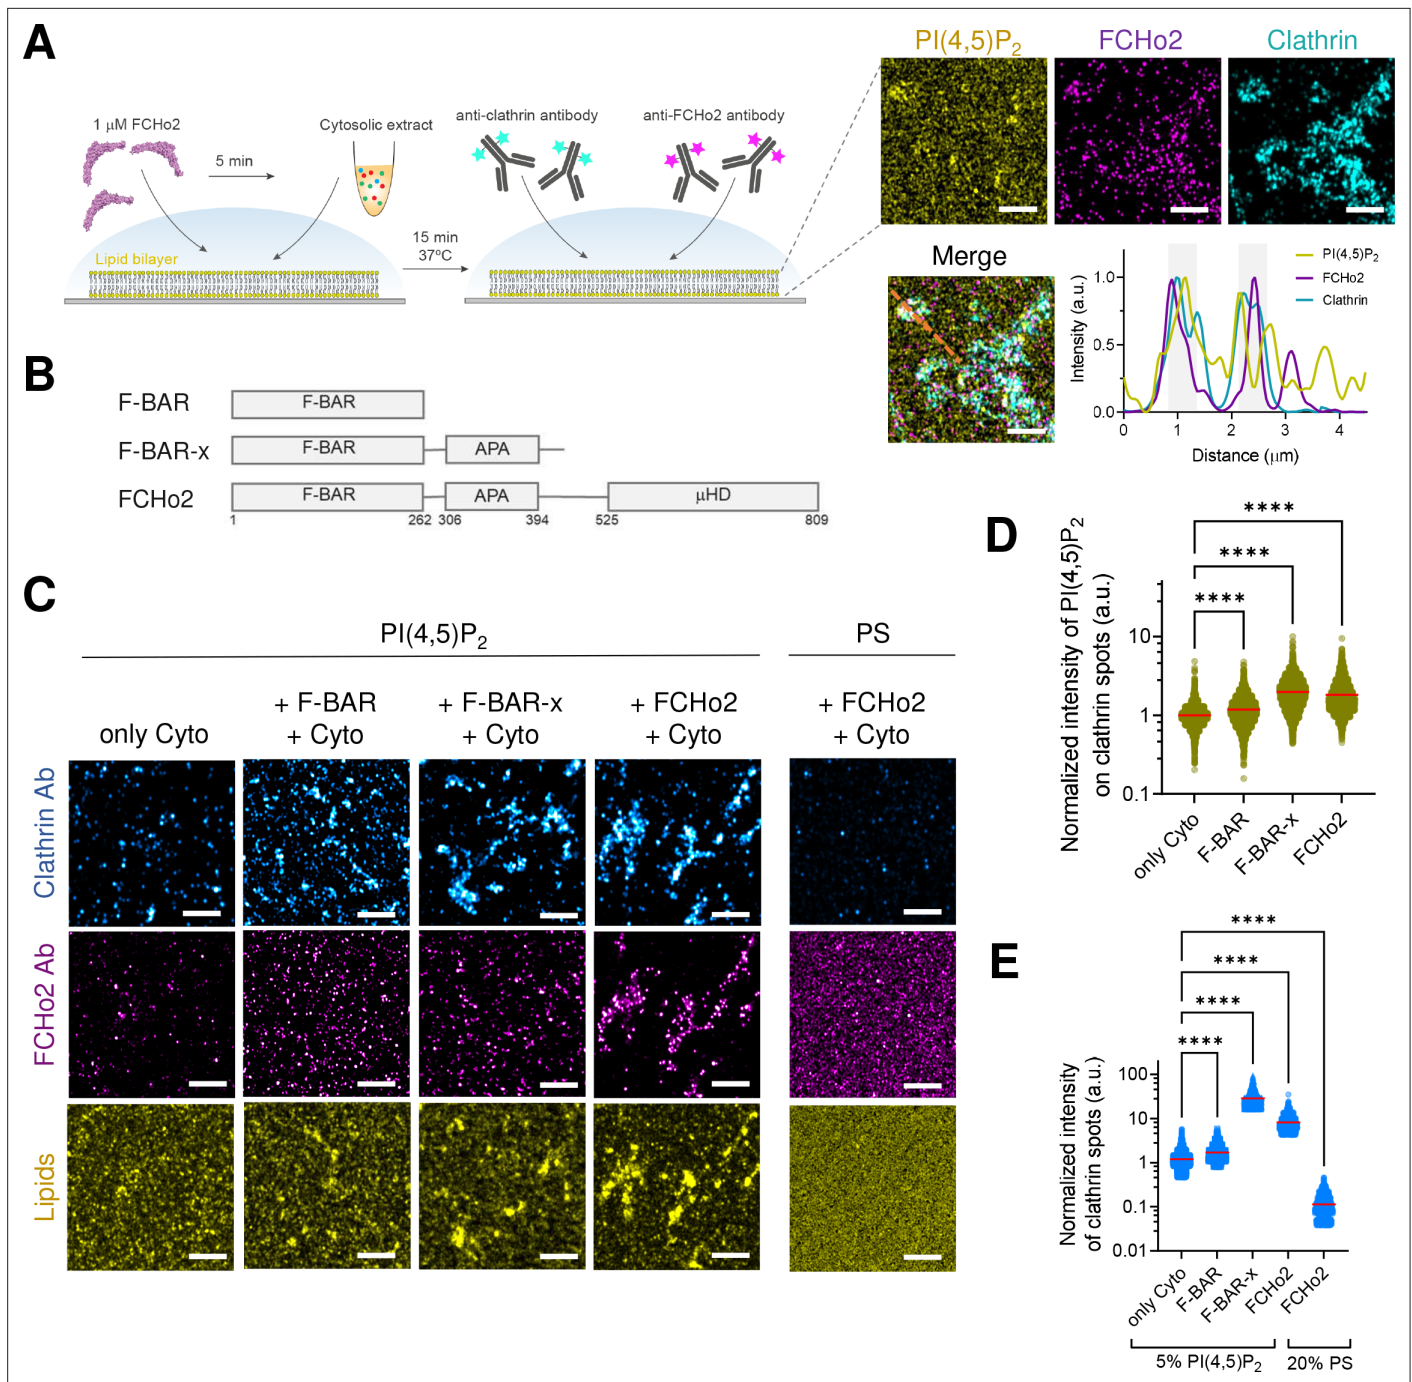 A
1 μM FCHo2
5 min
Cytosolic extract
Lipid bilayer
15 min
37ºC
anti-clathrin antibody
anti-FCHo2 antibody
PI(4,5)P2
FCHo2
Clathrin
Merge
Intensity (a.u.)
1.0
0.5
0.0
0 1 2 3 4
Distance (μm)
PI(4,5)P2
FCHo2
Clathrin
B
F-BAR
F-BAR
F-BAR-x
F-BAR
APA
FCHo2
F-BAR
APA
μHD
1 262 306 394 525 809
C
PI(4,5)P2
PS
only Cyto
+ F-BAR
+ Cyto
+ F-BAR-x
+ Cyto
+ FCHo2
+ Cyto
+ FCHo2
+ Cyto
Clathrin Ab
FCHo2 Ab
Lipids
D
Normalized intensity of PI(4,5)P2
on clathrin spots (a.u.)
****
****
****
10
1
0.1
only Cyto
F-BAR
F-BAR-x
FCHo2
E
Normalized intensity
of clathrin spots (a.u.)
****
****
****
****
100
10
1
0.1
0.01
only Cyto
F-BAR
F-BAR-x
FCHo2
FCHo2
5% PI(4,5)P2
20% PS